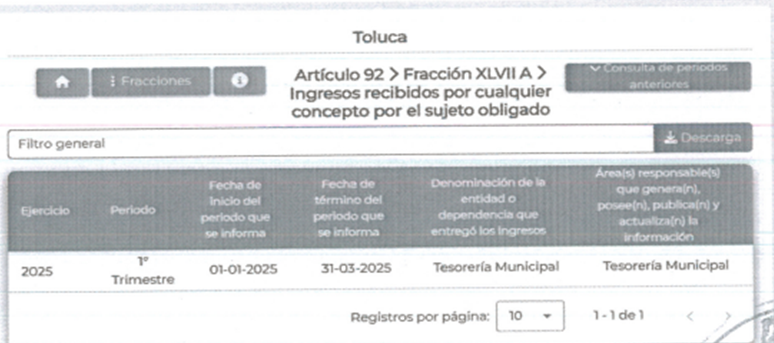 Toluca
Fracciones
Artículo 92 > Fracción XLVII A >
Ingresos recibidos por cualquier
concepto por el sujeto obligado
Consulta de periodos
anteriores
Filtro general
Descarga
Ejercicio
Periodo
Fecha de
inicio del
periodo que
se informa
Fecha de
término del
periodo que
se informa
Denominación de la
entidad o
dependencia que
entregó los ingresos
Área(s) responsable(s)
que genera(n),
posee(n), publica(n) y
actualiza(n) la
información
2025
1º
Trimestre
01-01-2025
31-03-2025
Tesorería Municipal
Tesorería Municipal
Registros por página:
10
1 - 1 de 1